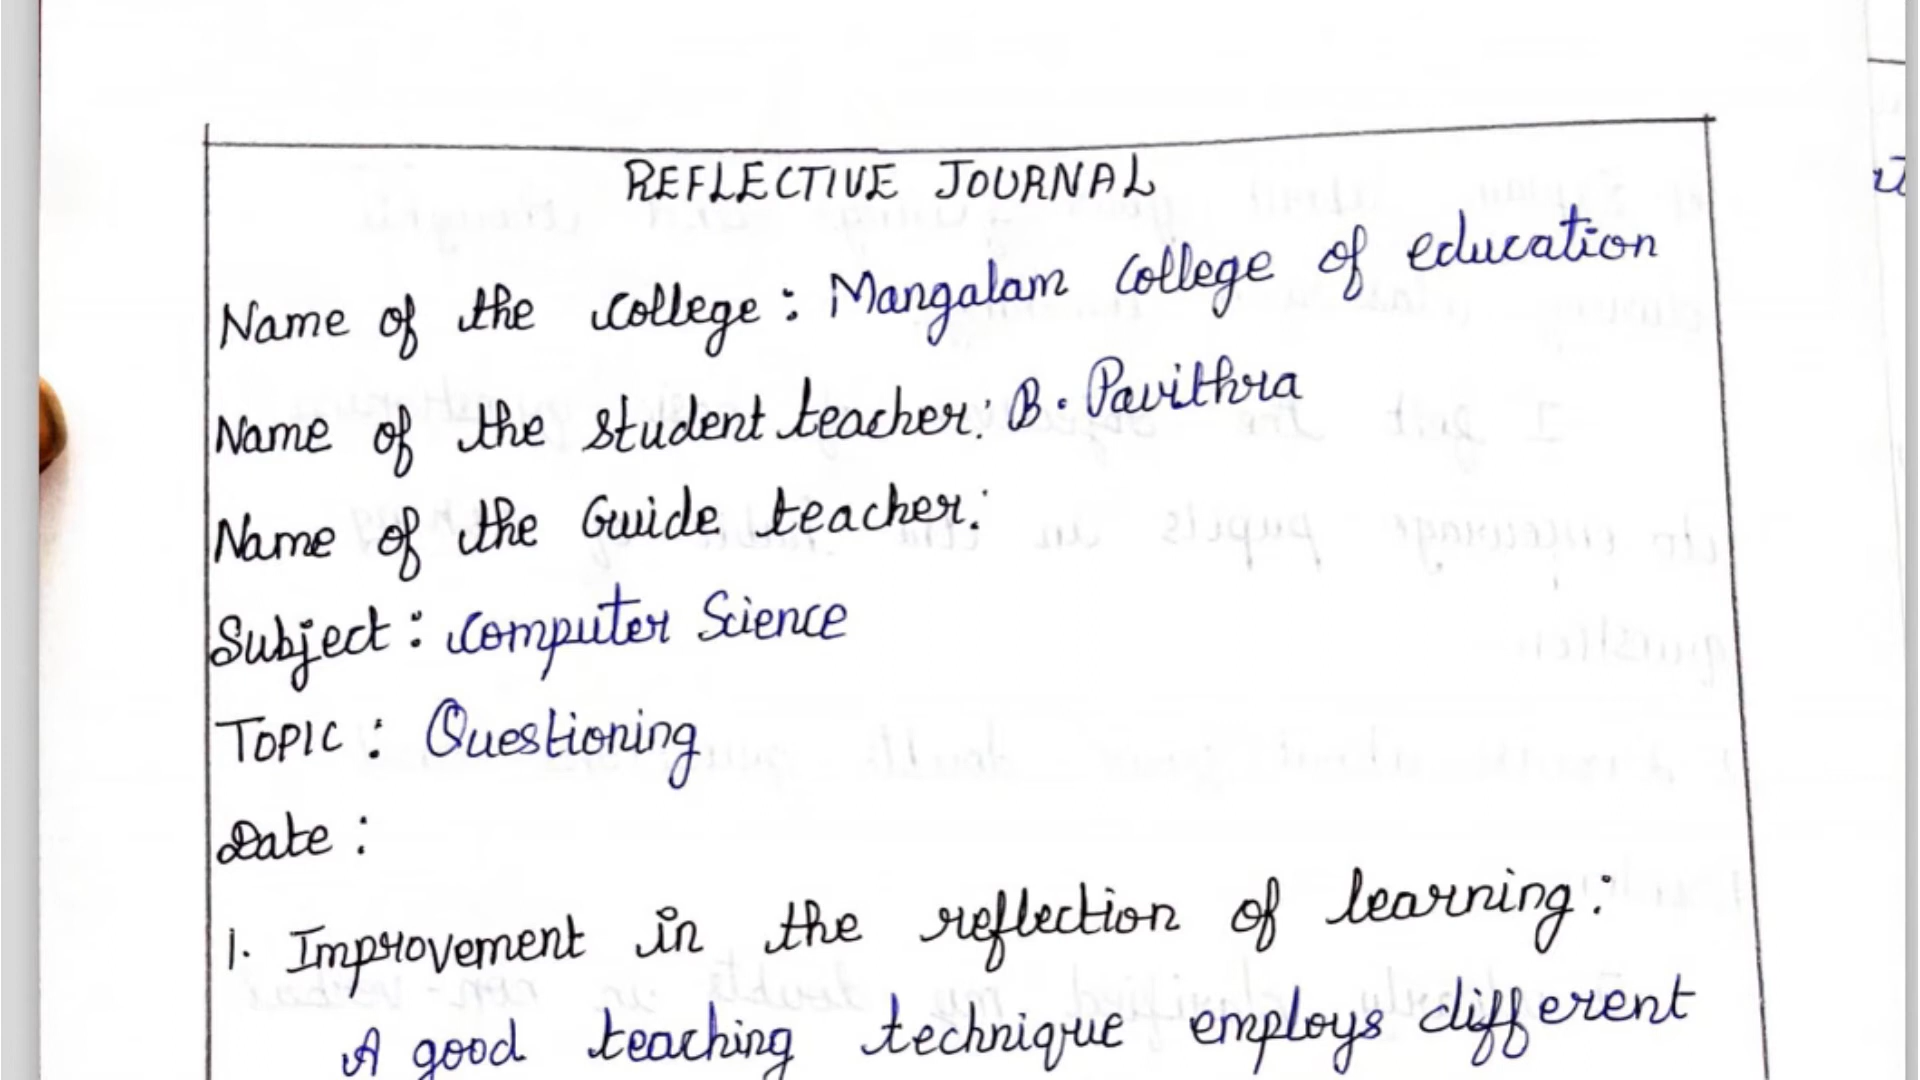 REFLECTIVE JOURNAL
Name of the college : Mangalam college of education
Name of the student teacher: B. Pavithra
Name of the Guide teacher:
Subject : Computer Science
TOPIC : Questioning
Date :
1. Improvement in the reflection of learning :
A good teaching technique employs different